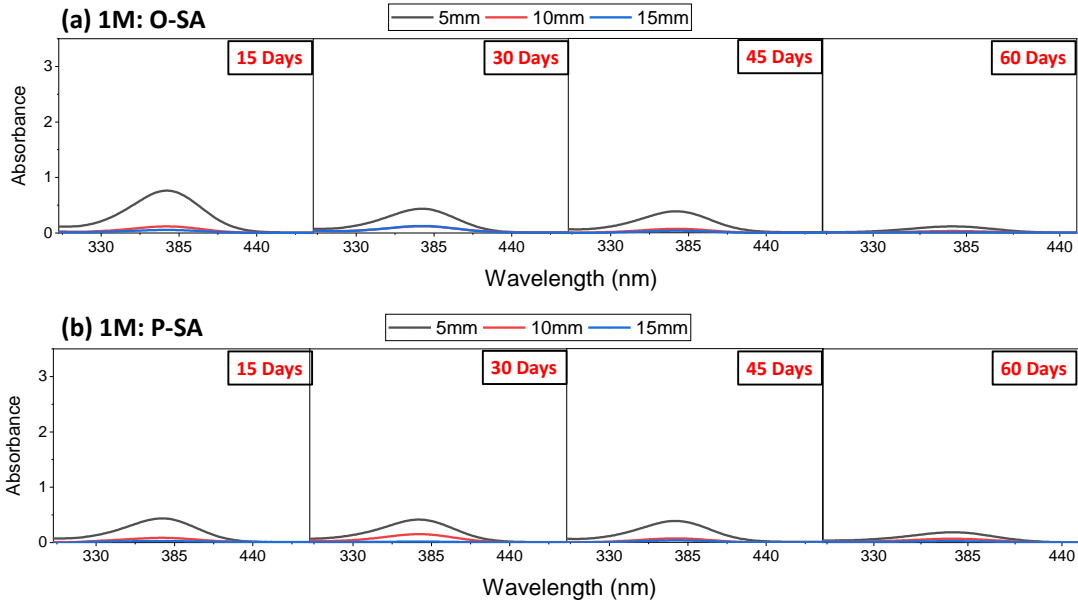 (a) 1M: O-SA
5mm 10mm 15mm
15 Days 30 Days 45 Days 60 Days
3
2
1
0
Absorbance
330 385 440 330 385 440 330 385 440 330 385 440
Wavelength (nm)
(b) 1M: P-SA
5mm 10mm 15mm
15 Days 30 Days 45 Days 60 Days
3
2
1
0
Absorbance
330 385 440 330 385 440 330 385 440 330 385 440
Wavelength (nm)